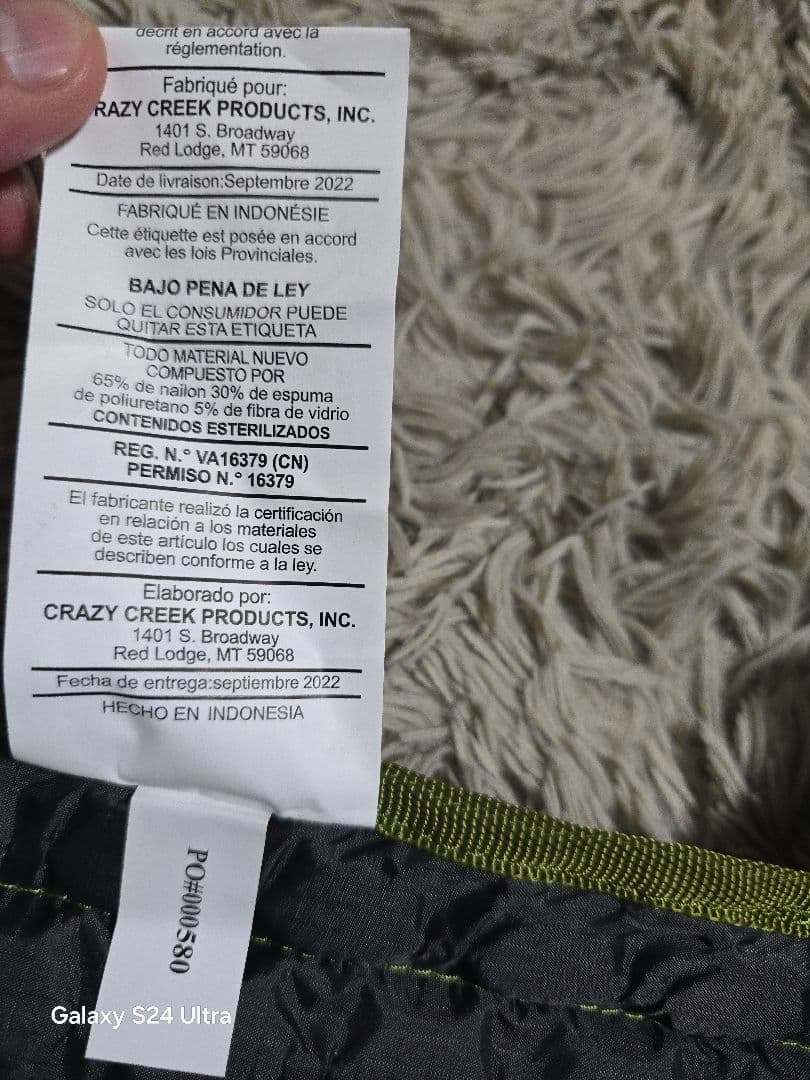 décrit en accord avec la
réglementation.
Fabriqué pour:
RAZY CREEK PRODUCTS, INC.
1401 S. Broadway
Red Lodge, MT 59068
Date de livraison:Septembre 2022
FABRIQUÉ EN INDONÉSIE
Cette étiquette est posée en accord
avec les lois Provinciales.
BAJO PENA DE LEY
SOLO EL CONSUMIDOR PUEDE
QUITAR ESTA ETIQUETA
TODO MATERIAL NUEVO
COMPUESTO POR
65% de nailon 30% de espuma
de poliuretano 5% de fibra de vidrio
CONTENIDOS ESTERILIZADOS
REG. N.° VA16379 (CN)
PERMISO N.° 16379
El fabricante realizó la certificación
en relación a los materiales
de este artículo los cuales se
describen conforme a la ley.
Elaborado por:
CRAZY CREEK PRODUCTS, INC.
1401 S. Broadway
Red Lodge, MT 59068
Fecha de entrega:septiembre 2022
HECHO EN INDONESIA
PO#000580
Galaxy S24 Ultra